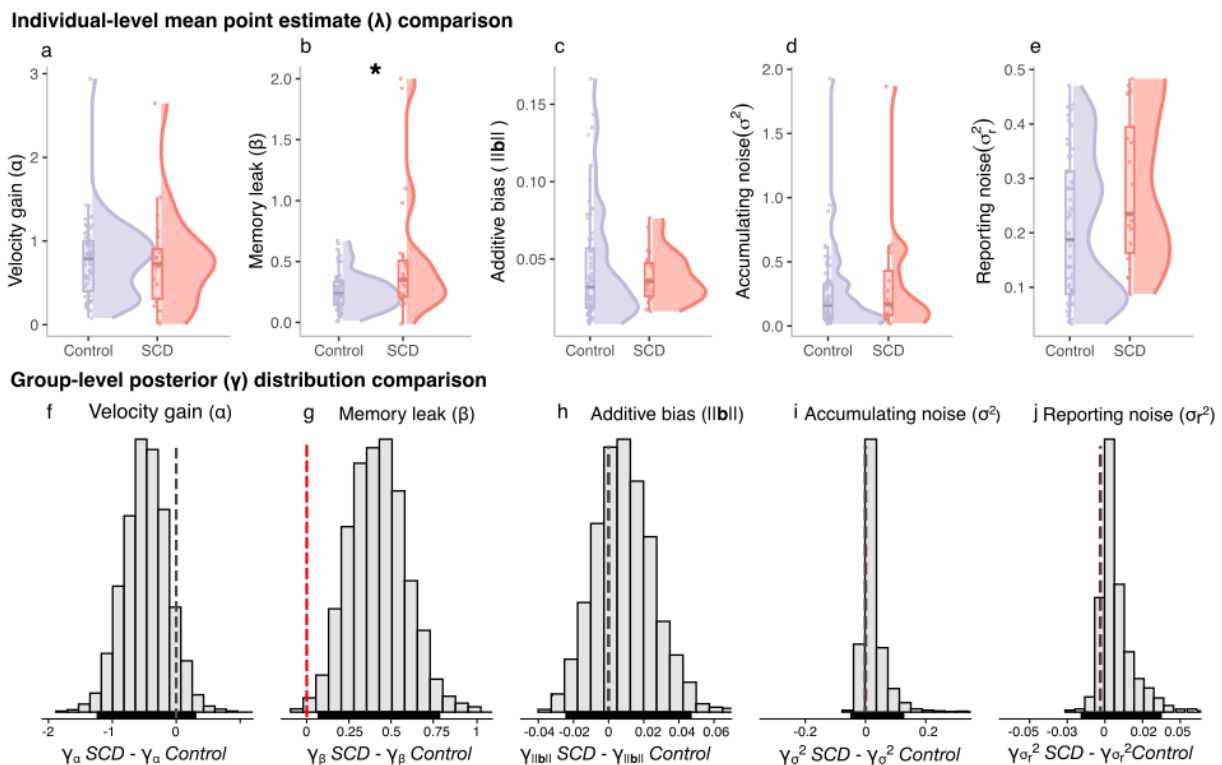 Individual-level mean point estimate (λ) comparison
a
b
c
d
e
*
Velocity gain (α)
3
2
1
0
Control
SCD
Memory leak (β)
2.0
1.5
1.0
0.5
0.0
Control
SCD
Additive bias ( ||b|| )
0.15
0.10
0.05
Control
SCD
Accumulating noise(σ²)
2.0
1.5
1.0
0.5
0.0
Control
SCD
Reporting noise(σᵣ²)
0.5
0.4
0.3
0.2
0.1
Control
SCD
Group-level posterior (γ) distribution comparison
f Velocity gain (α)
-2 -1 0 1
γα SCD - γα Control
g Memory leak (β)
0 0.25 0.5 0.75 1
γβ SCD - γβ Control
h Additive bias (||b||)
-0.04 -0.02 0 0.02 0.04 0.06
γ||b|| SCD - γ||b|| Control
i Accumulating noise (σ²)
-0.2 0 0.2
γσ² SCD - γσ² Control
j Reporting noise (σr²)
-0.05 0 0.05
γσr² SCD - γσr² Control